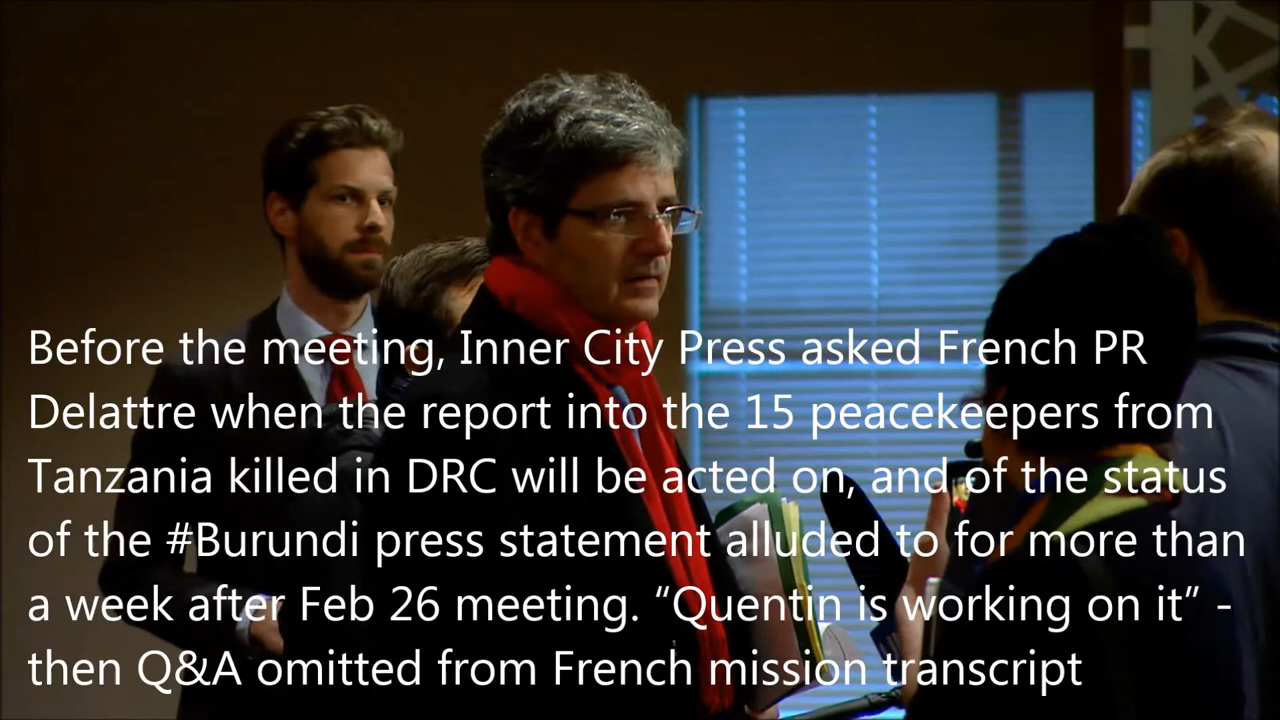 Before the meeting, Inner City Press asked French PR
Delattre when the report into the 15 peacekeepers from
Tanzania killed in DRC will be acted on, and of the status
of the #Burundi press statement alluded to for more than
a week after Feb 26 meeting. “Quentin is working on it” -
then Q&A omitted from French mission transcript